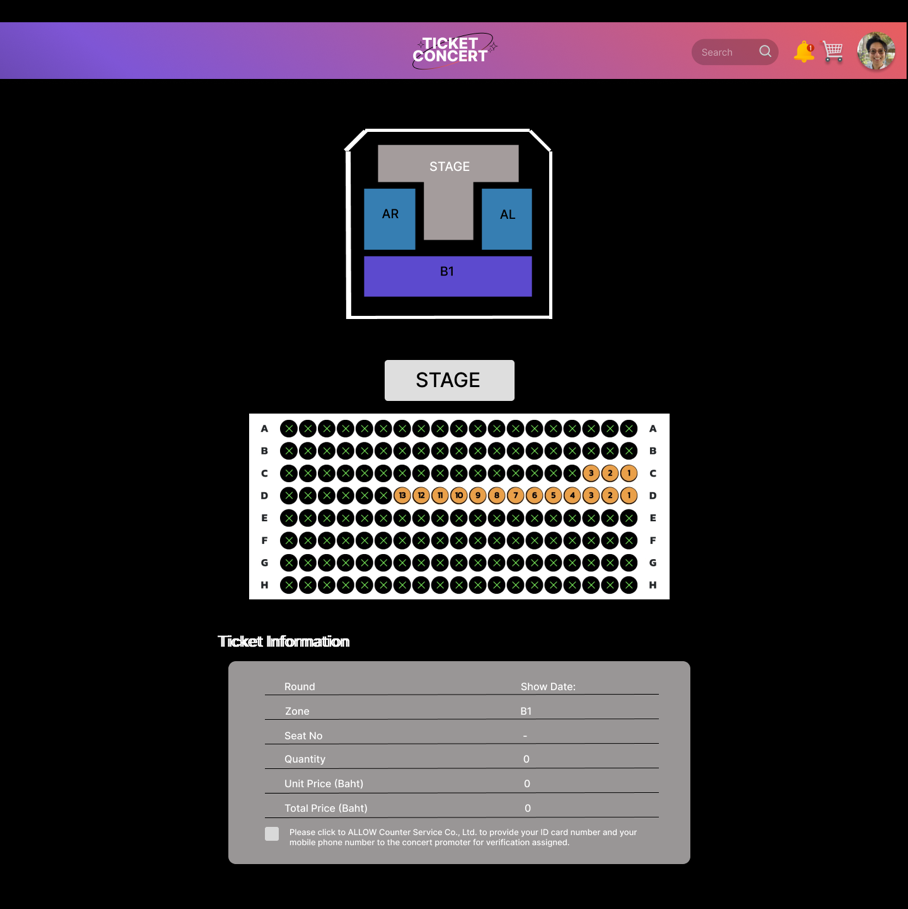 TICKET
CONCERT
Search
!
STAGE
AR
AL
B1
STAGE
A A
B B
C 3 2 1 C
D 13 12 11 10 9 8 7 6 5 4 3 2 1 D
E E
F F
G G
H H
Ticket Information
Round Show Date:
Zone B1
Seat No -
Quantity 0
Unit Price (Baht) 0
Total Price (Baht) 0
Please click to ALLOW Counter Service Co., Ltd. to provide your ID card number and your
mobile phone number to the concert promoter for verification assigned.